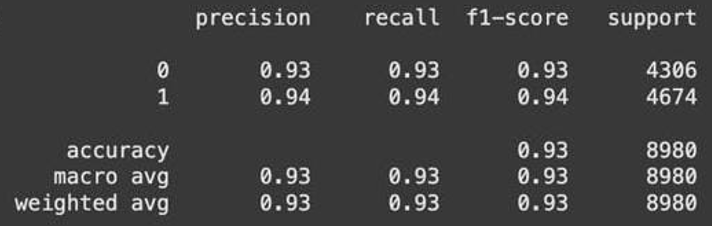 precision recall f1-score support
0 0.93 0.93 0.93 4306
1 0.94 0.94 0.94 4674
accuracy 0.93 8980
macro avg 0.93 0.93 0.93 8980
weighted avg 0.93 0.93 0.93 8980